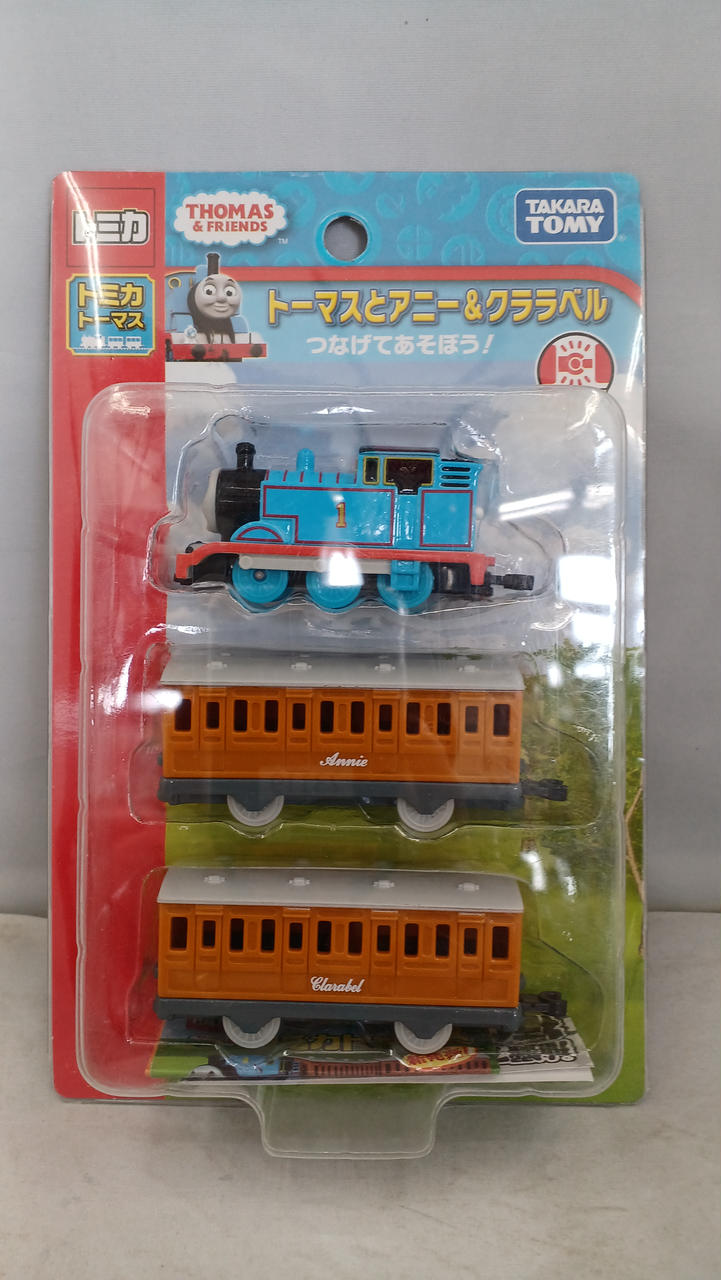 トミカ
THOMAS
& FRIENDS
TM
TAKARA
TOMY
トミカ
トーマス
トーマスとアニー&クララベル
つなげてあそぼう!
1
Annie
Clarabel